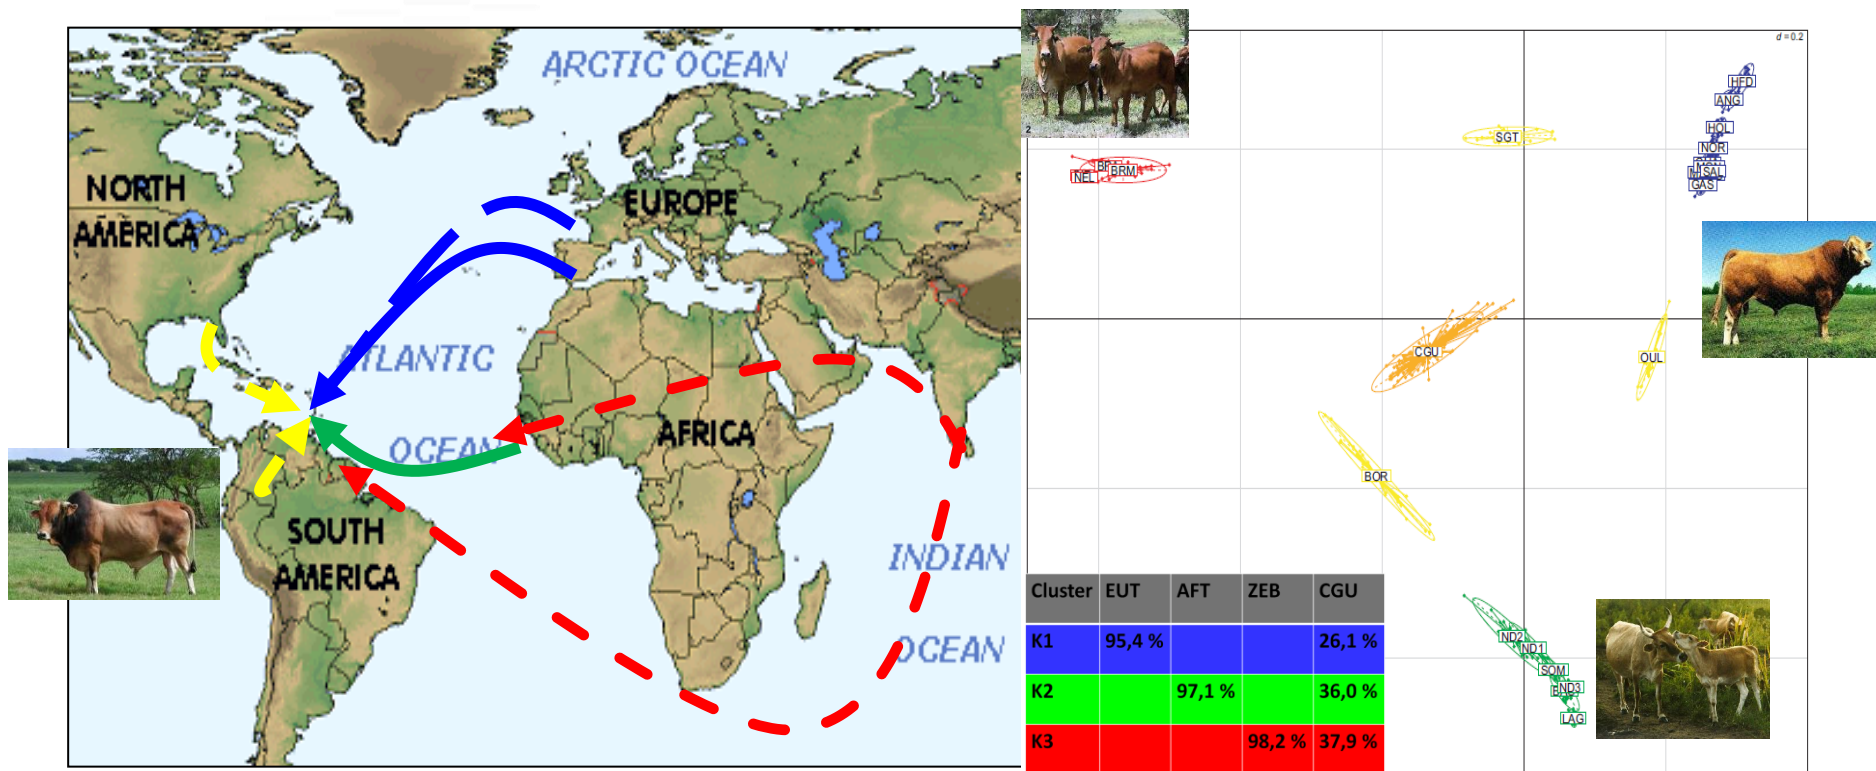 ARCTIC OCEAN
NORTH
AMERICA
EUROPE
ATLANTIC
OCEAN
AFRICA
SOUTH
AMERICA
INDIAN
OCEAN
2
d = 0.2
HFD
ANG
HOL
NOR
SAL
GAS
SGT
BRM
NEL
CGU
OUL
BOR
ND2
ND1
SOM
ND3
LAG
Cluster EUT AFT ZEB CGU
K1 95,4 % 26,1 %
K2 97,1 % 36,0 %
K3 98,2 % 37,9 %